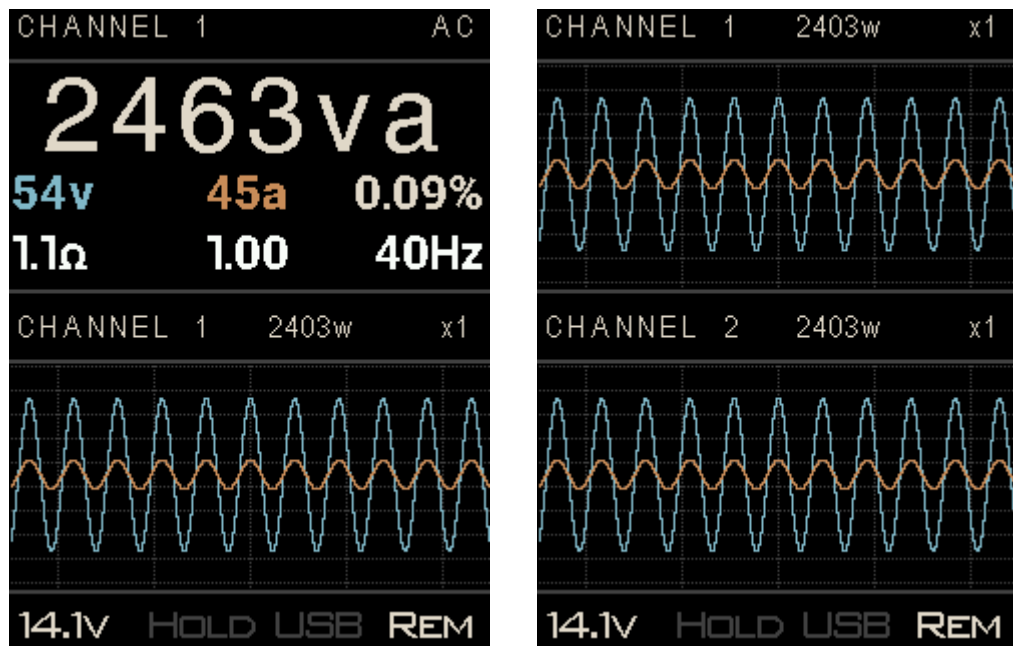 CHANNEL 1 AC
2463va
54v 45a 0.09%
1.1Ω 1.00 40Hz
CHANNEL 1 2403w x1
14.1V HOLD USB REM
CHANNEL 1 2403w x1
CHANNEL 2 2403w x1
14.1V HOLD USB REM